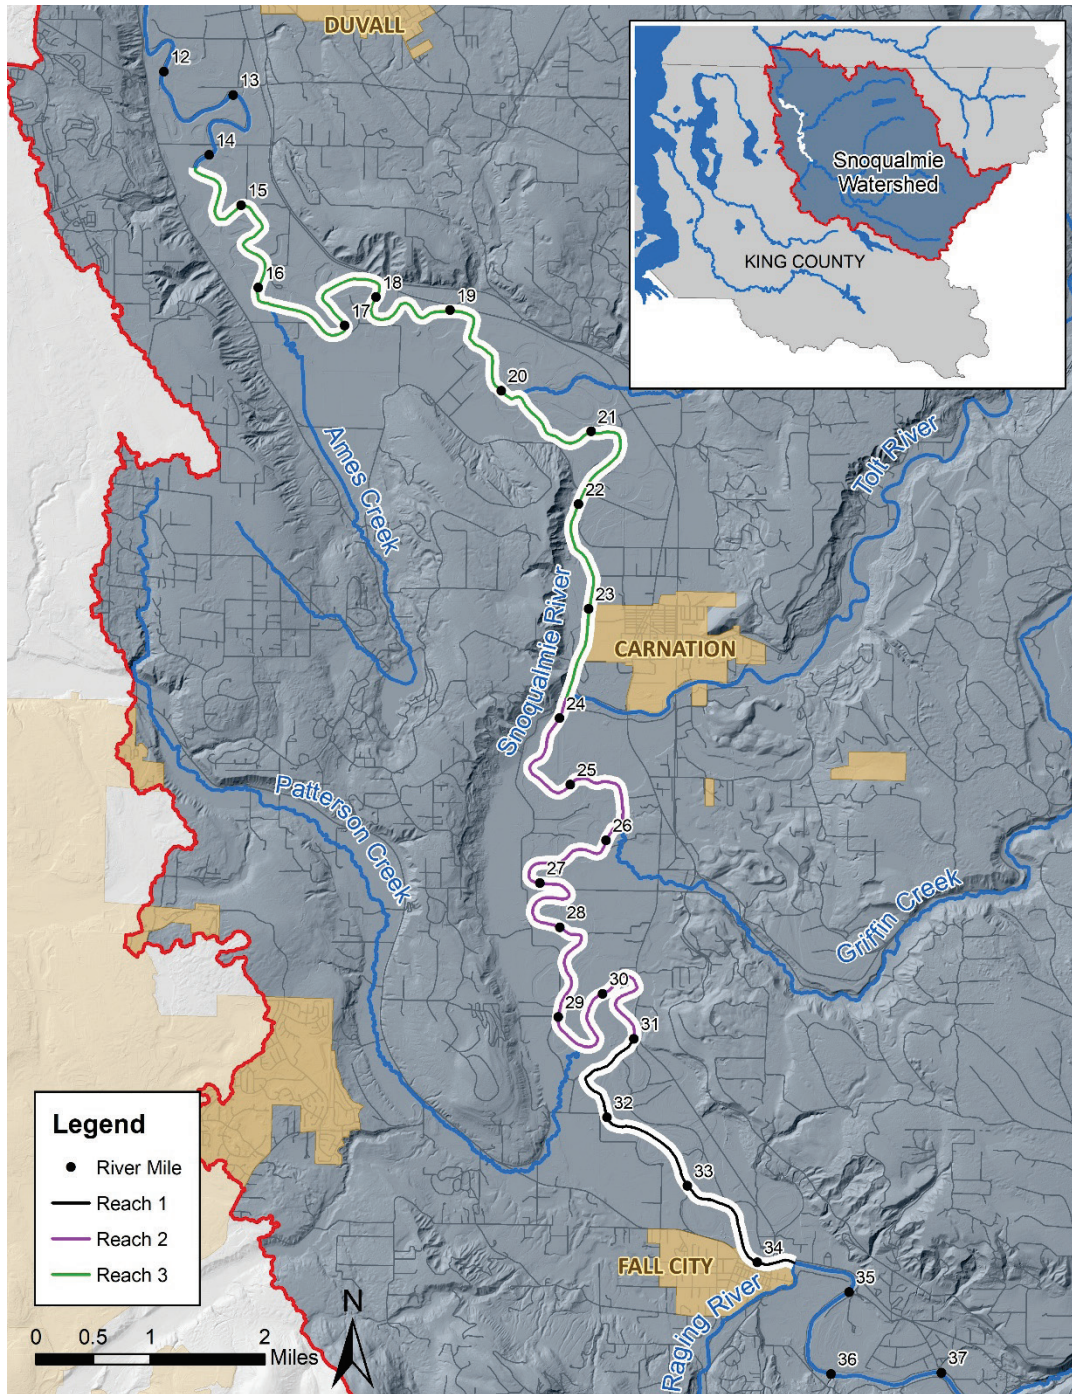 DUVALL
12
13
14
15
16
17
18
19
20
21
22
23
24
25
26
27
28
29
30
31
32
33
34
35
36
37
Snoqualmie
Watershed
KING COUNTY
Ames Creek
Tolt River
Snoqualmie River
CARNATION
Patterson Creek
Griffin Creek
FALL CITY
Raging River
Legend
River Mile
Reach 1
Reach 2
Reach 3
N
0 0.5 1 2
Miles